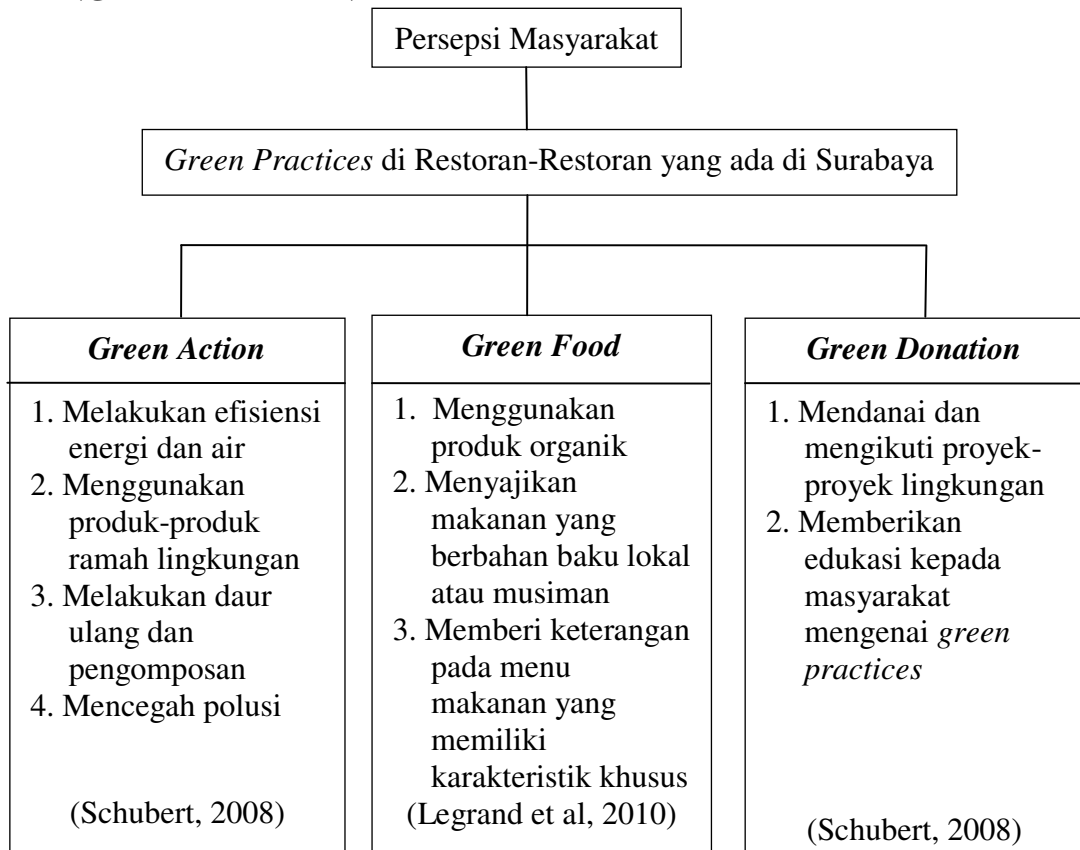 Persepsi Masyarakat
Green Practices di Restoran-Restoran yang ada di Surabaya
Green Action
1. Melakukan efisiensi
energi dan air
2. Menggunakan
produk-produk
ramah lingkungan
3. Melakukan daur
ulang dan
pengomposan
4. Mencegah polusi
(Schubert, 2008)
Green Food
1. Menggunakan
produk organik
2. Menyajikan
makanan yang
berbahan baku lokal
atau musiman
3. Memberi keterangan
pada menu
makanan yang
memiliki
karakteristik khusus
(Legrand et al, 2010)
Green Donation
1. Mendanai dan
mengikuti proyek-
proyek lingkungan
2. Memberikan
edukasi kepada
masyarakat
mengenai green
practices
(Schubert, 2008)